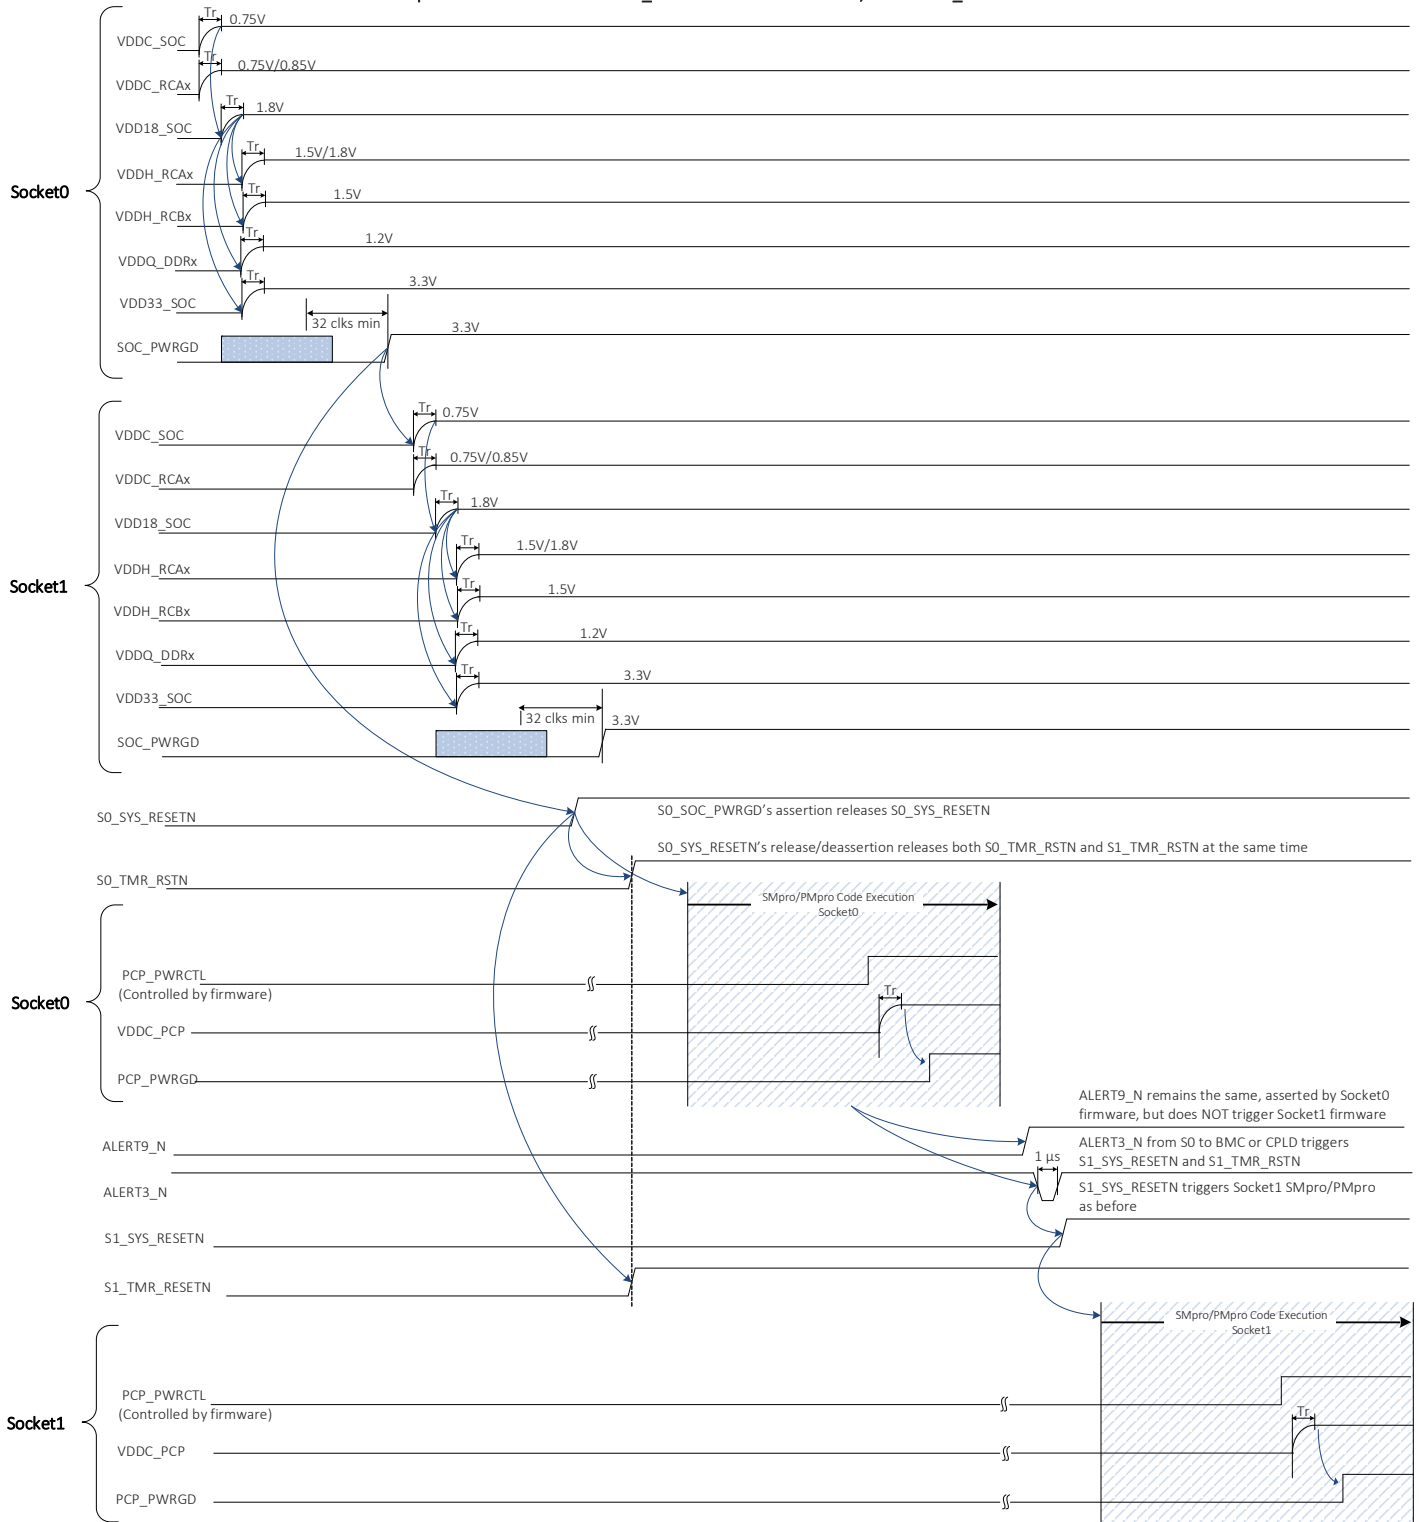 Tr
0.75V
VDDC_SOC
Tr
0.75V/0.85V
VDDC_RCAx
Tr
1.8V
VDD18_SOC
Tr
1.5V/1.8V
VDDH_RCAx
Socket0
Tr
1.5V
VDDH_RCBx
Tr
1.2V
VDDQ_DDRx
Tr
3.3V
VDD33_SOC
32 clks min
3.3V
SOC_PWRGD
Tr
0.75V
VDDC_SOC
Tr
0.75V/0.85V
VDDC_RCAx
Tr
1.8V
VDD18_SOC
Tr
1.5V/1.8V
VDDH_RCAx
Socket1
Tr
1.5V
VDDH_RCBx
Tr
1.2V
VDDQ_DDRx
Tr
3.3V
VDD33_SOC
32 clks min
3.3V
SOC_PWRGD
S0_SOC_PWRGD's assertion releases S0_SYS_RESETN
S0_SYS_RESETN
S0_SYS_RESETN's release/deassertion releases both S0_TMR_RSTN and S1_TMR_RSTN at the same time
S0_TMR_RSTN
SMpro/PMpro Code Execution
Socket0
PCP_PWRCTL
(Controlled by firmware)
Socket0
Tr
VDDC_PCP
PCP_PWRGD
ALERT9_N remains the same, asserted by Socket0
firmware, but does NOT trigger Socket1 firmware
ALERT9_N
ALERT3_N from S0 to BMC or CPLD triggers
S1_SYS_RESETN and S1_TMR_RSTN
1 µs
ALERT3_N
S1_SYS_RESETN triggers Socket1 SMpro/PMpro
as before
S1_SYS_RESETN
S1_TMR_RESETN
SMpro/PMpro Code Execution
Socket1
PCP_PWRCTL
(Controlled by firmware)
Socket1
Tr
VDDC_PCP
PCP_PWRGD